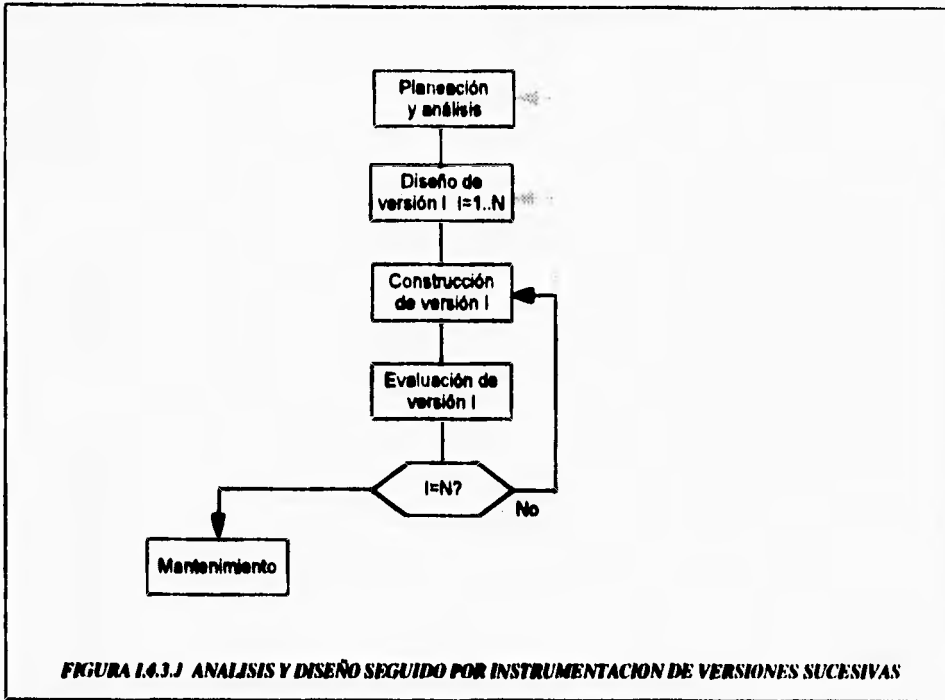 Planeación
y análisis
Diseño de
versión I I=1..N
Construcción
de versión I
Evaluación de
versión I
I=N?
No
Mantenimiento
FIGURA I.4.3.1 ANALISIS Y DISEÑO SEGUIDO POR INSTRUMENTACION DE VERSIONES SUCESIVAS